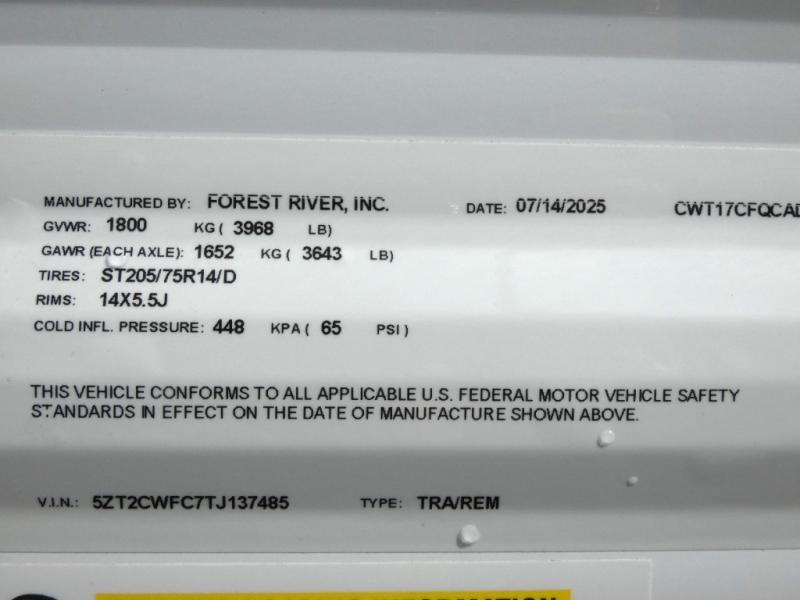 MANUFACTURED BY: FOREST RIVER, INC. DATE: 07/14/2025 CWT17CFQCAD
GVWR: 1800 KG ( 3968 LB)
GAWR (EACH AXLE): 1652 KG ( 3643 LB)
TIRES: ST205/75R14/D
RIMS: 14X5.5J
COLD INFL. PRESSURE: 448 KPA ( 65 PSI )
THIS VEHICLE CONFORMS TO ALL APPLICABLE U.S. FEDERAL MOTOR VEHICLE SAFETY
STANDARDS IN EFFECT ON THE DATE OF MANUFACTURE SHOWN ABOVE.
V.I.N.: 5ZT2CWFC7TJ137485 TYPE: TRA/REM
INFORMATION